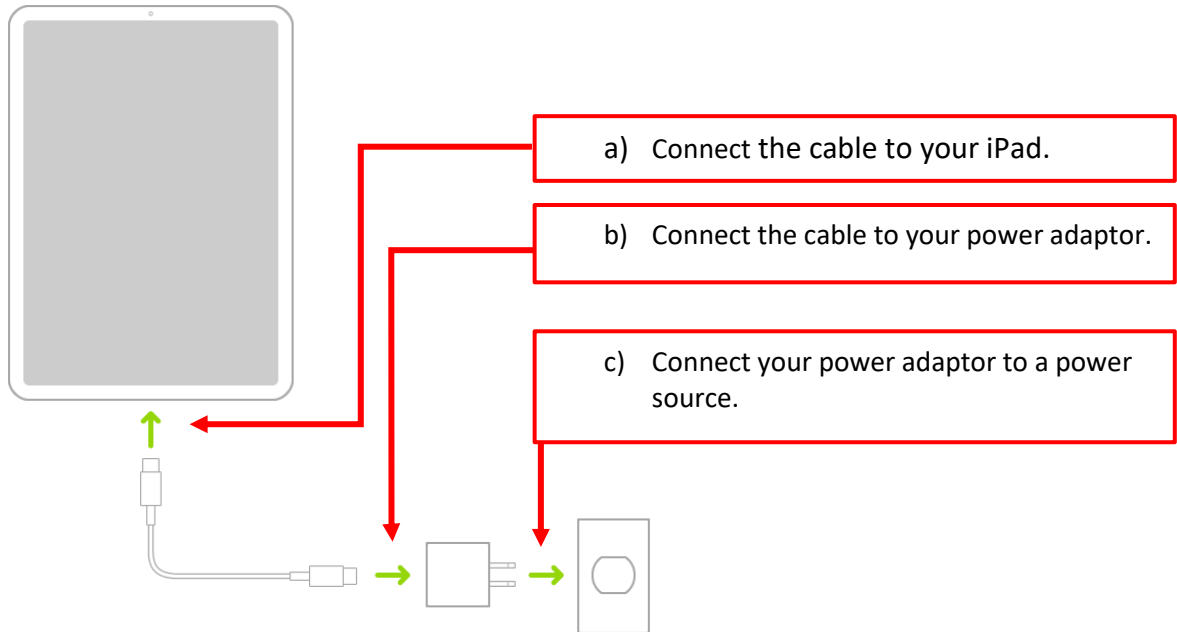 a) Connect the cable to your iPad.
b) Connect the cable to your power adaptor.
c) Connect your power adaptor to a power
source.